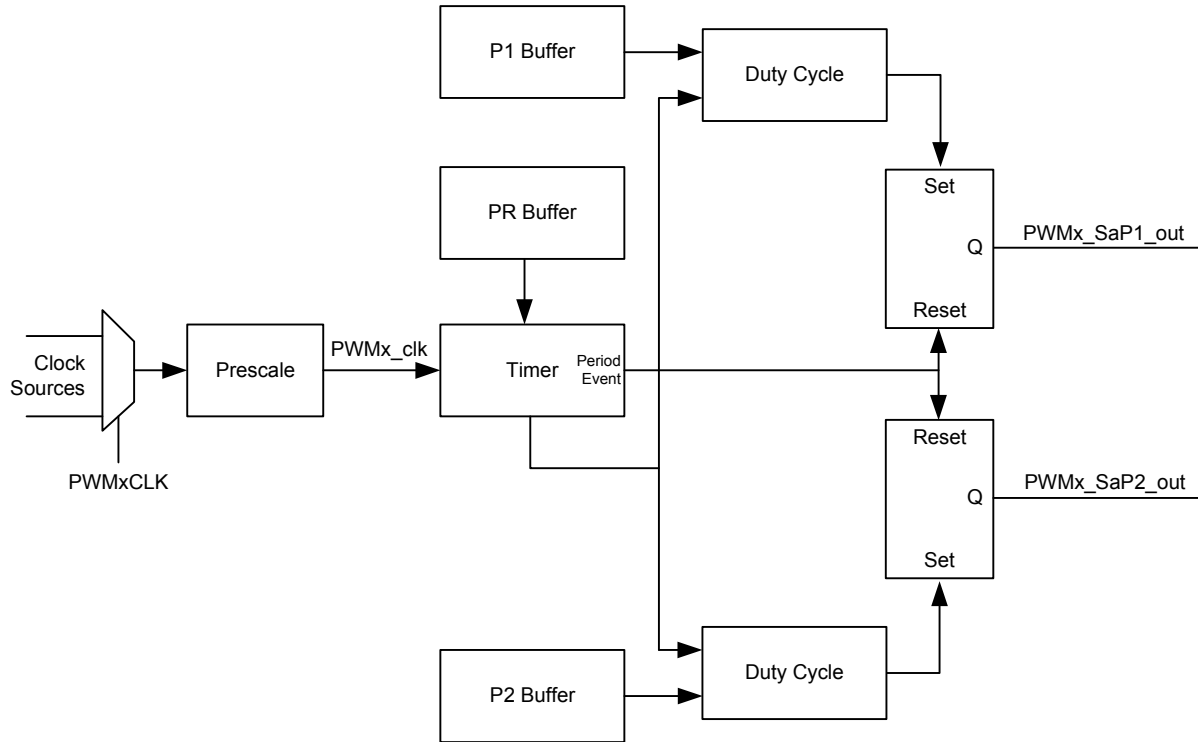 P1 Buffer
Duty Cycle
PR Buffer
Set
Q
Reset
PWMx_SaP1_out
Clock
Sources
PWMxCLK
Prescale
PWMx_clk
Timer
Period
Event
Reset
Q
Set
PWMx_SaP2_out
P2 Buffer
Duty Cycle